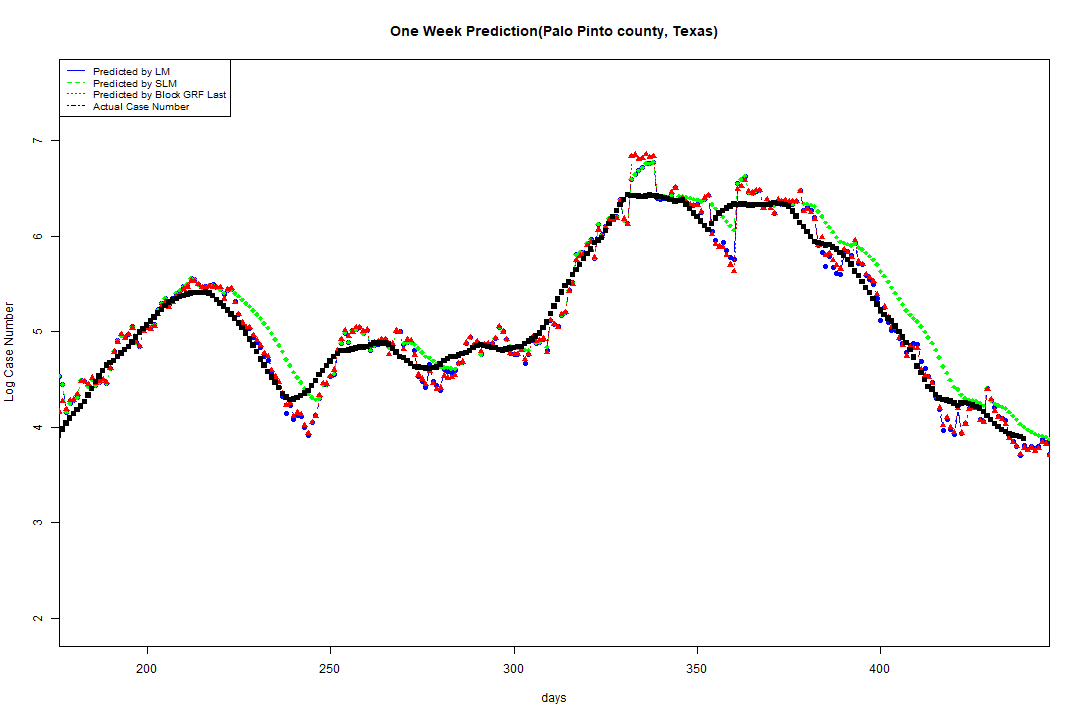 One Week Prediction(Palo Pinto county, Texas)
Predicted by LM
Predicted by SLM
Predicted by Block GRF Last
Actual Case Number
7
6
5
4
3
2
Log Case Number
200 250 300 350 400
days